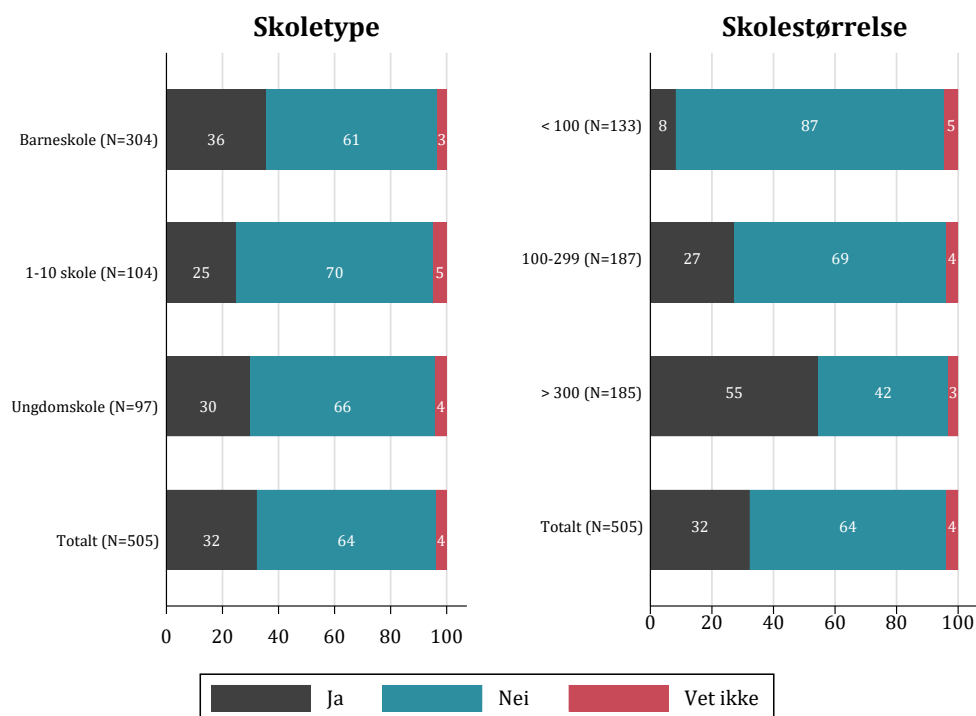 Skoletype
Barneskole (N=304)
36 61 3
1-10 skole (N=104)
25 70 5
Ungdomskole (N=97)
30 66 4
Totalt (N=505)
32 64 4
0 20 40 60 80 100
Skolestørrelse
< 100 (N=133)
8 87 5
100-299 (N=187)
27 69 4
> 300 (N=185)
55 42 3
Totalt (N=505)
32 64 4
0 20 40 60 80 100
Ja Nei Vet ikke